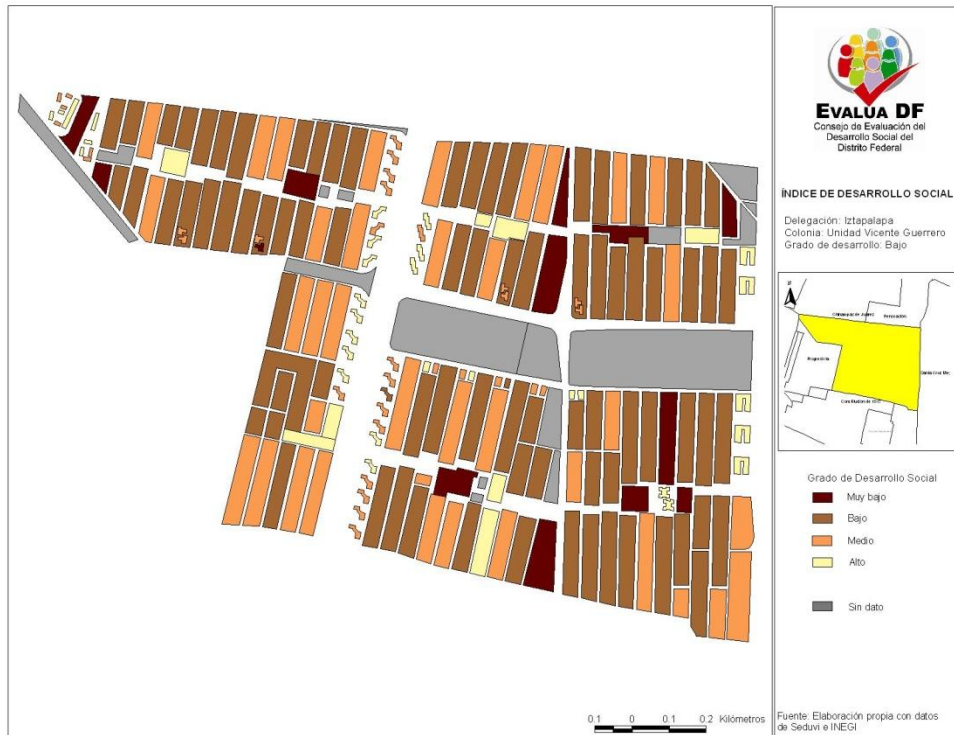 EVALUA DF
Consejo de Evaluación del
Desarrollo Social del
Distrito Federal
ÍNDICE DE DESARROLLO SOCIAL
Delegación: Iztapalapa
Colonia: Unidad Vicente Guerrero
Grado de desarrollo: Bajo
Renovación
Grado de Desarrollo Social
Muy bajo
Bajo
Medio
Alto
Sin dato
0.1 0 0.1 0.2 Kilómetros
Fuente: Elaboración propia con datos
de Seduvi e INEGI